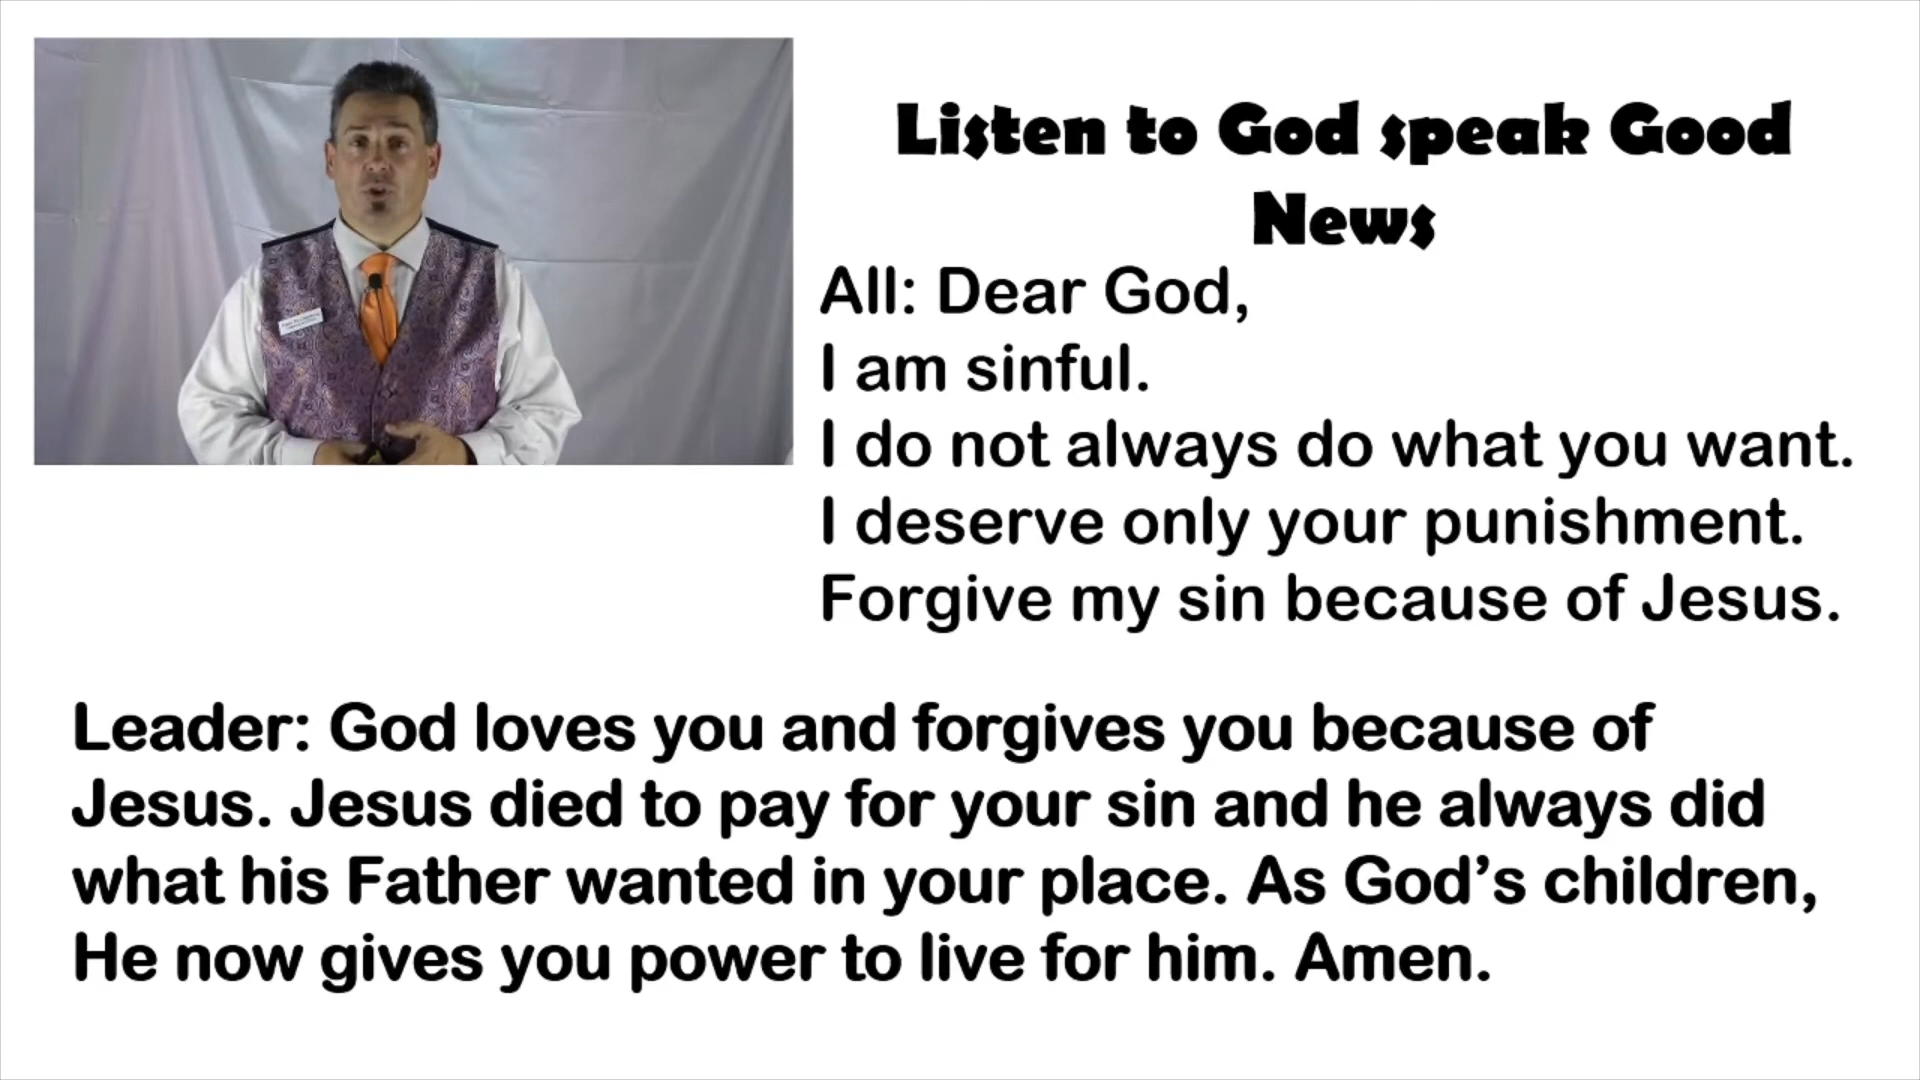 Listen to God speak Good
News
All: Dear God,
I am sinful.
I do not always do what you want.
I deserve only your punishment.
Forgive my sin because of Jesus.
Leader: God loves you and forgives you because of
Jesus. Jesus died to pay for your sin and he always did
what his Father wanted in your place. As God’s children,
He now gives you power to live for him. Amen.